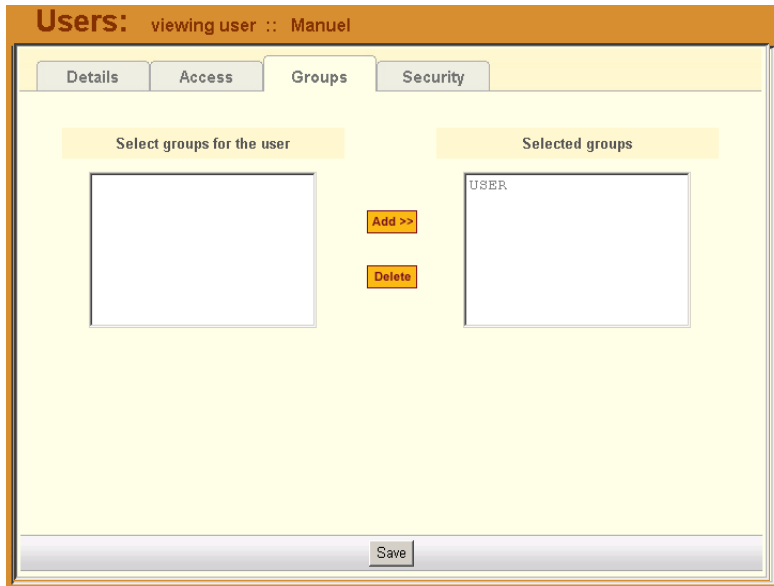 Users: viewing user :: Manuel
Details Access Groups Security
Select groups for the user Selected groups
USER
Add >>
Delete
Save